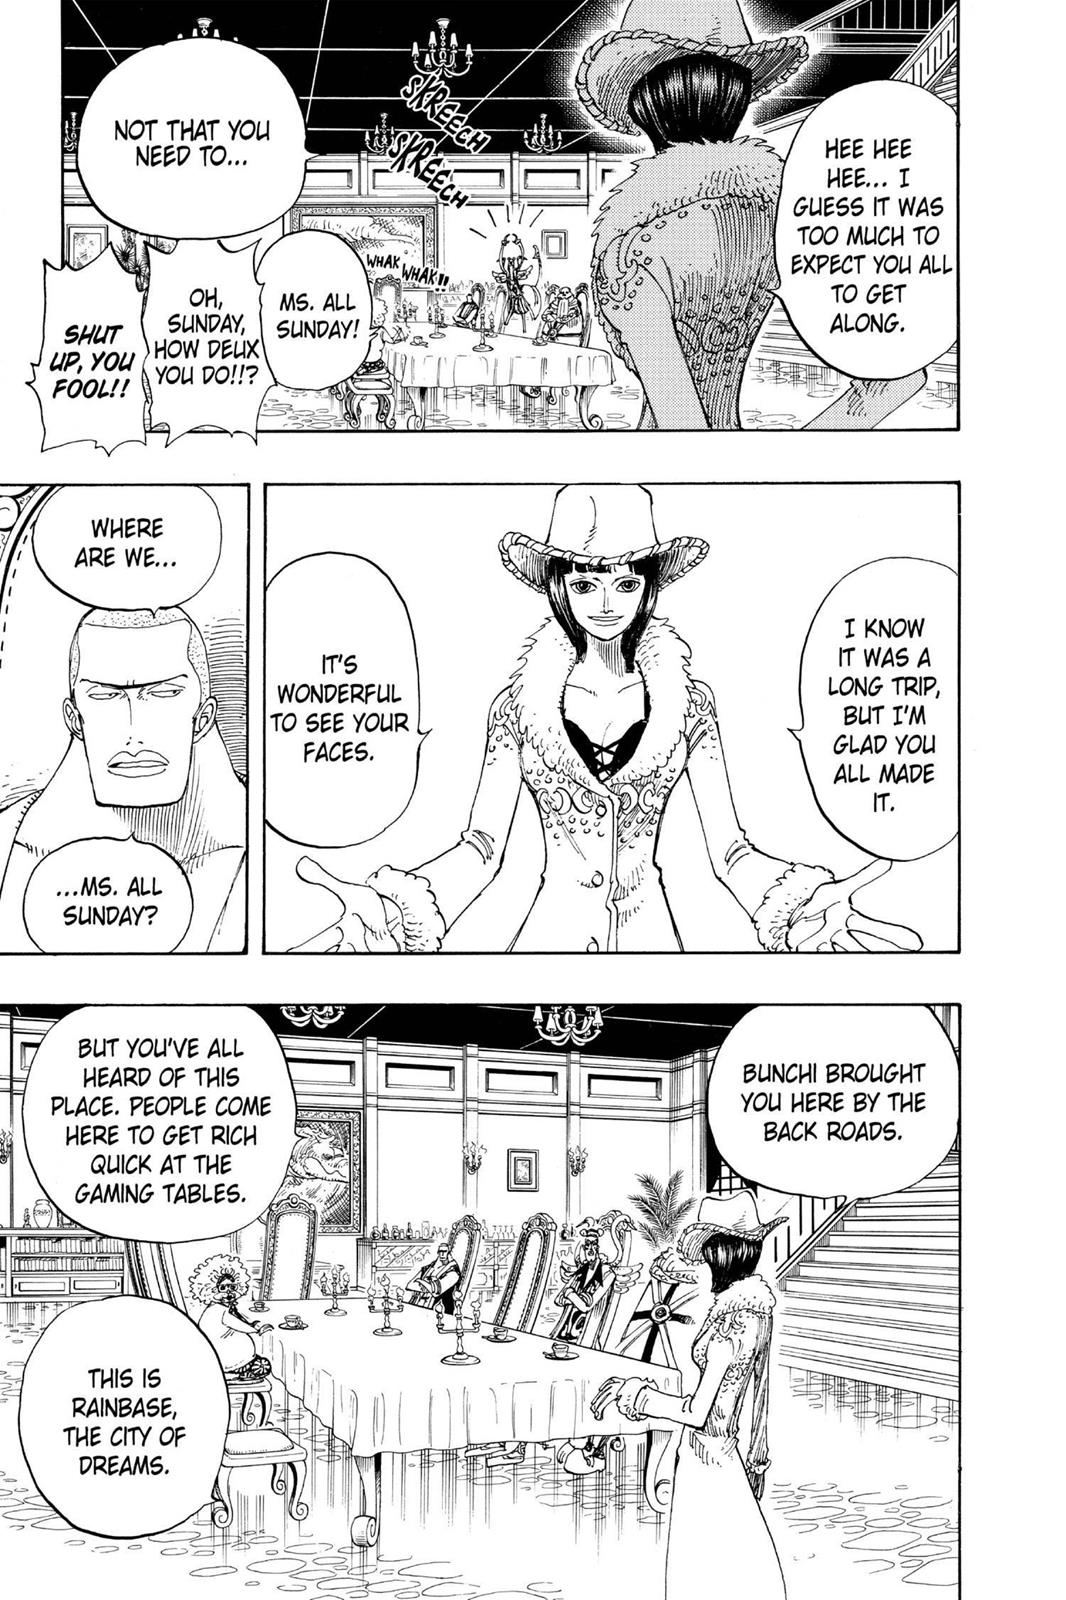 HEE HEE
HEE... I
GUESS IT WAS
TOO MUCH TO
EXPECT YOU ALL
TO GET
ALONG.
SKREECH
SKREECH
NOT THAT YOU
NEED TO...
WHAK WHAK!!
MS. ALL
SUNDAY!
OH,
SUNDAY,
HOW DEUX
YOU DO!!?
SHUT
UP, YOU
FOOL!!
I KNOW
IT WAS A
LONG TRIP,
BUT I'M
GLAD YOU
ALL MADE
IT.
IT'S
WONDERFUL
TO SEE YOUR
FACES.
WHERE
ARE WE...
...MS. ALL
SUNDAY?
BUNCHI BROUGHT
YOU HERE BY THE
BACK ROADS.
BUT YOU'VE ALL
HEARD OF THIS
PLACE. PEOPLE COME
HERE TO GET RICH
QUICK AT THE
GAMING TABLES.
THIS IS
RAINBASE,
THE CITY OF
DREAMS.